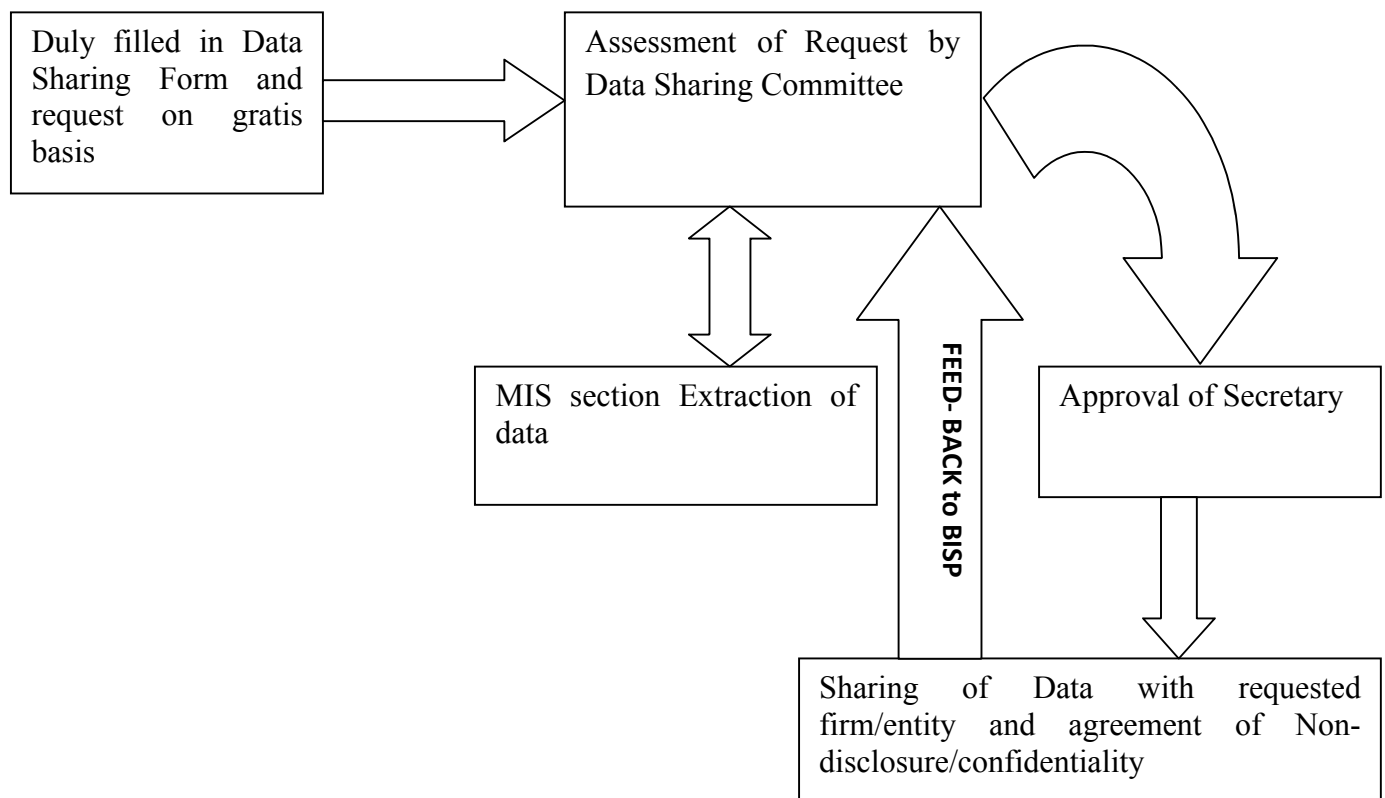 Duly filled in Data
Sharing Form and
request on gratis
basis
Assessment of Request by
Data Sharing Committee
MIS section Extraction of
data
FEED- BACK to BISP
Approval of Secretary
Sharing of Data with requested
firm/entity and agreement of Non-
disclosure/confidentiality